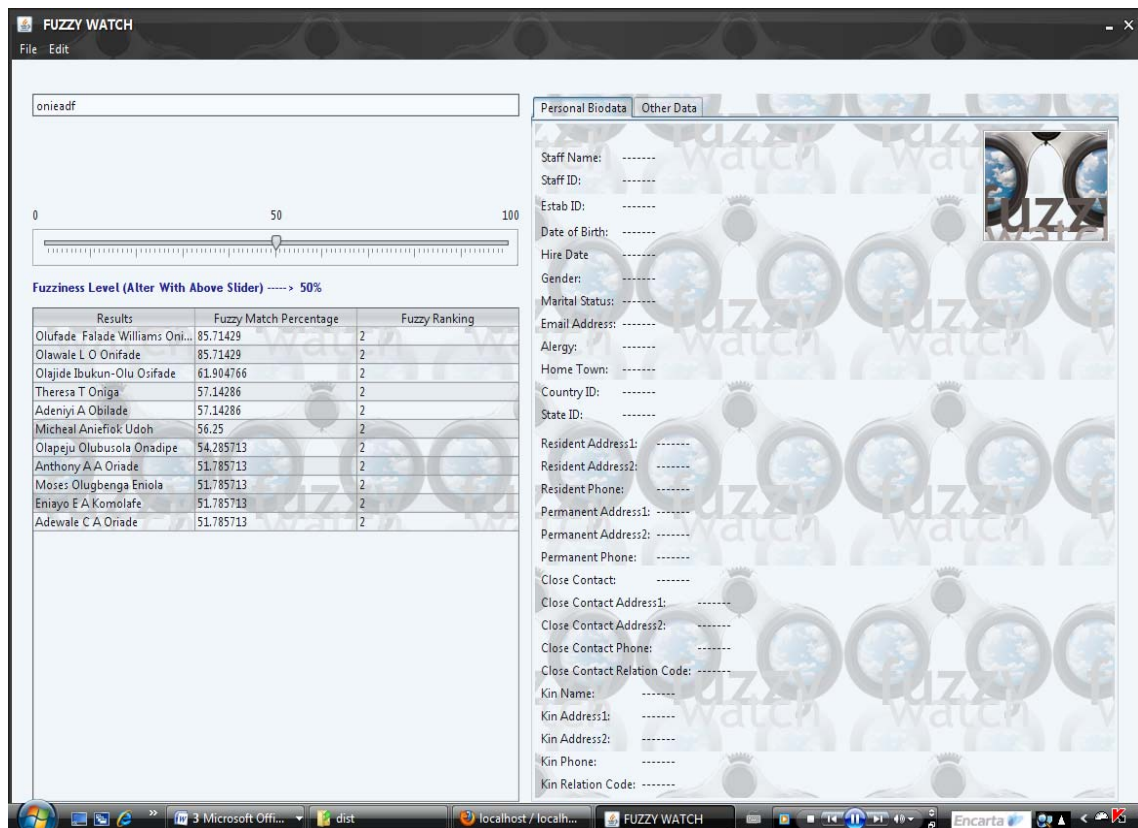 FUZZY WATCH
File Edit
onieadf
0 50 100
Fuzziness Level (Alter With Above Slider) -----> 50%
Results Fuzzy Match Percentage Fuzzy Ranking
Olufade Falade Williams Oni... 85.71429 2
Olawale L O Onifade 85.71429 2
Olajide Ibukun-Olu Osifade 61.904766 2
Theresa T Oniga 57.14286 2
Adeniyi A Obilade 57.14286 2
Micheal Aniefiok Udoh 56.25 2
Olapeju Olubusola Onadipe 54.285713 2
Anthony A A Oriade 51.785713 2
Moses Olugbenga Eniola 51.785713 2
Eniayo E A Komolafe 51.785713 2
Adewale C A Oriade 51.785713 2
Personal Biodata Other Data
Staff Name: -------
Staff ID: -------
Estab ID: -------
Date of Birth: -------
Hire Date -------
Gender: -------
Marital Status: -------
Email Address: -------
Alergy: -------
Home Town: -------
Country ID: -------
State ID: -------
Resident Address1: -------
Resident Address2: -------
Resident Phone: -------
Permanent Address1: -------
Permanent Address2: -------
Permanent Phone: -------
Close Contact: -------
Close Contact Address1: -------
Close Contact Address2: -------
Close Contact Phone: -------
Close Contact Relation Code: -------
Kin Name: -------
Kin Address1: -------
Kin Address2: -------
Kin Phone: -------
Kin Relation Code: -------
3 Microsoft Offi... dist localhost / localh... FUZZY WATCH Encarta